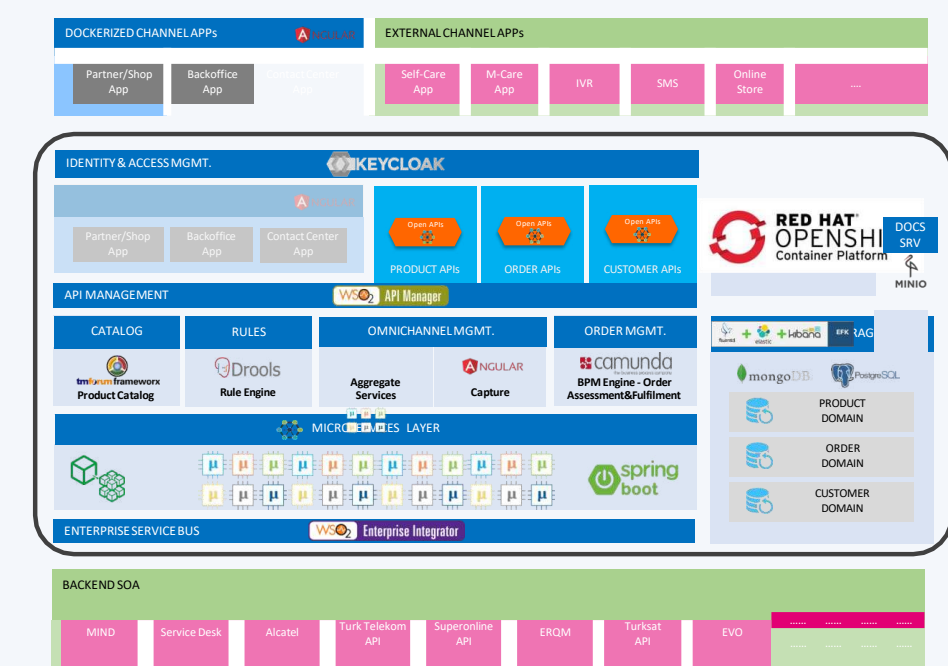 DOCKERIZED CHANNEL APPs
ANGULAR
EXTERNAL CHANNEL APPs
Partner/Shop
App
Backoffice
App
Contact Center
App
Self-Care
App
M-Care
App
IVR
SMS
Online
Store
....
IDENTITY & ACCESS MGMT.
KEYCLOAK
Partner/Shop
App
Backoffice
App
Contact Center
App
Open APIs
PRODUCT APIs
Open APIs
ORDER APIs
Open APIs
CUSTOMER APIs
RED HAT
OPENSHI
Container Platform
DOCS
SRV
MINIO
API MANAGEMENT
WSO2 API Manager
CATALOG
RULES
OMNICHANNEL MGMT.
ORDER MGMT.
tmforum frameworx
Product Catalog
Drools
Rule Engine
Aggregate
Services
ANGULAR
Capture
camunda
BPM Engine - Order
Assessment&Fulfilment
fluentd
+
elastic
+ kibana
EFK
RAG
mongoDB
PostgreSQL
PRODUCT
DOMAIN
ORDER
DOMAIN
CUSTOMER
DOMAIN
LAYER
µ µ µ µ µ µ µ µ µ µ µ µ
µ µ µ µ µ µ µ µ µ µ µ µ
spring
boot
ENTERPRISE SERVICE BUS
WSO2 Enterprise Integrator
BACKEND SOA
MIND
Service Desk
Alcatel
Turk Telekom
API
Superonline
API
ERQM
Turksat
API
EVO
...... ...... ...... ......
...... ...... ...... ......